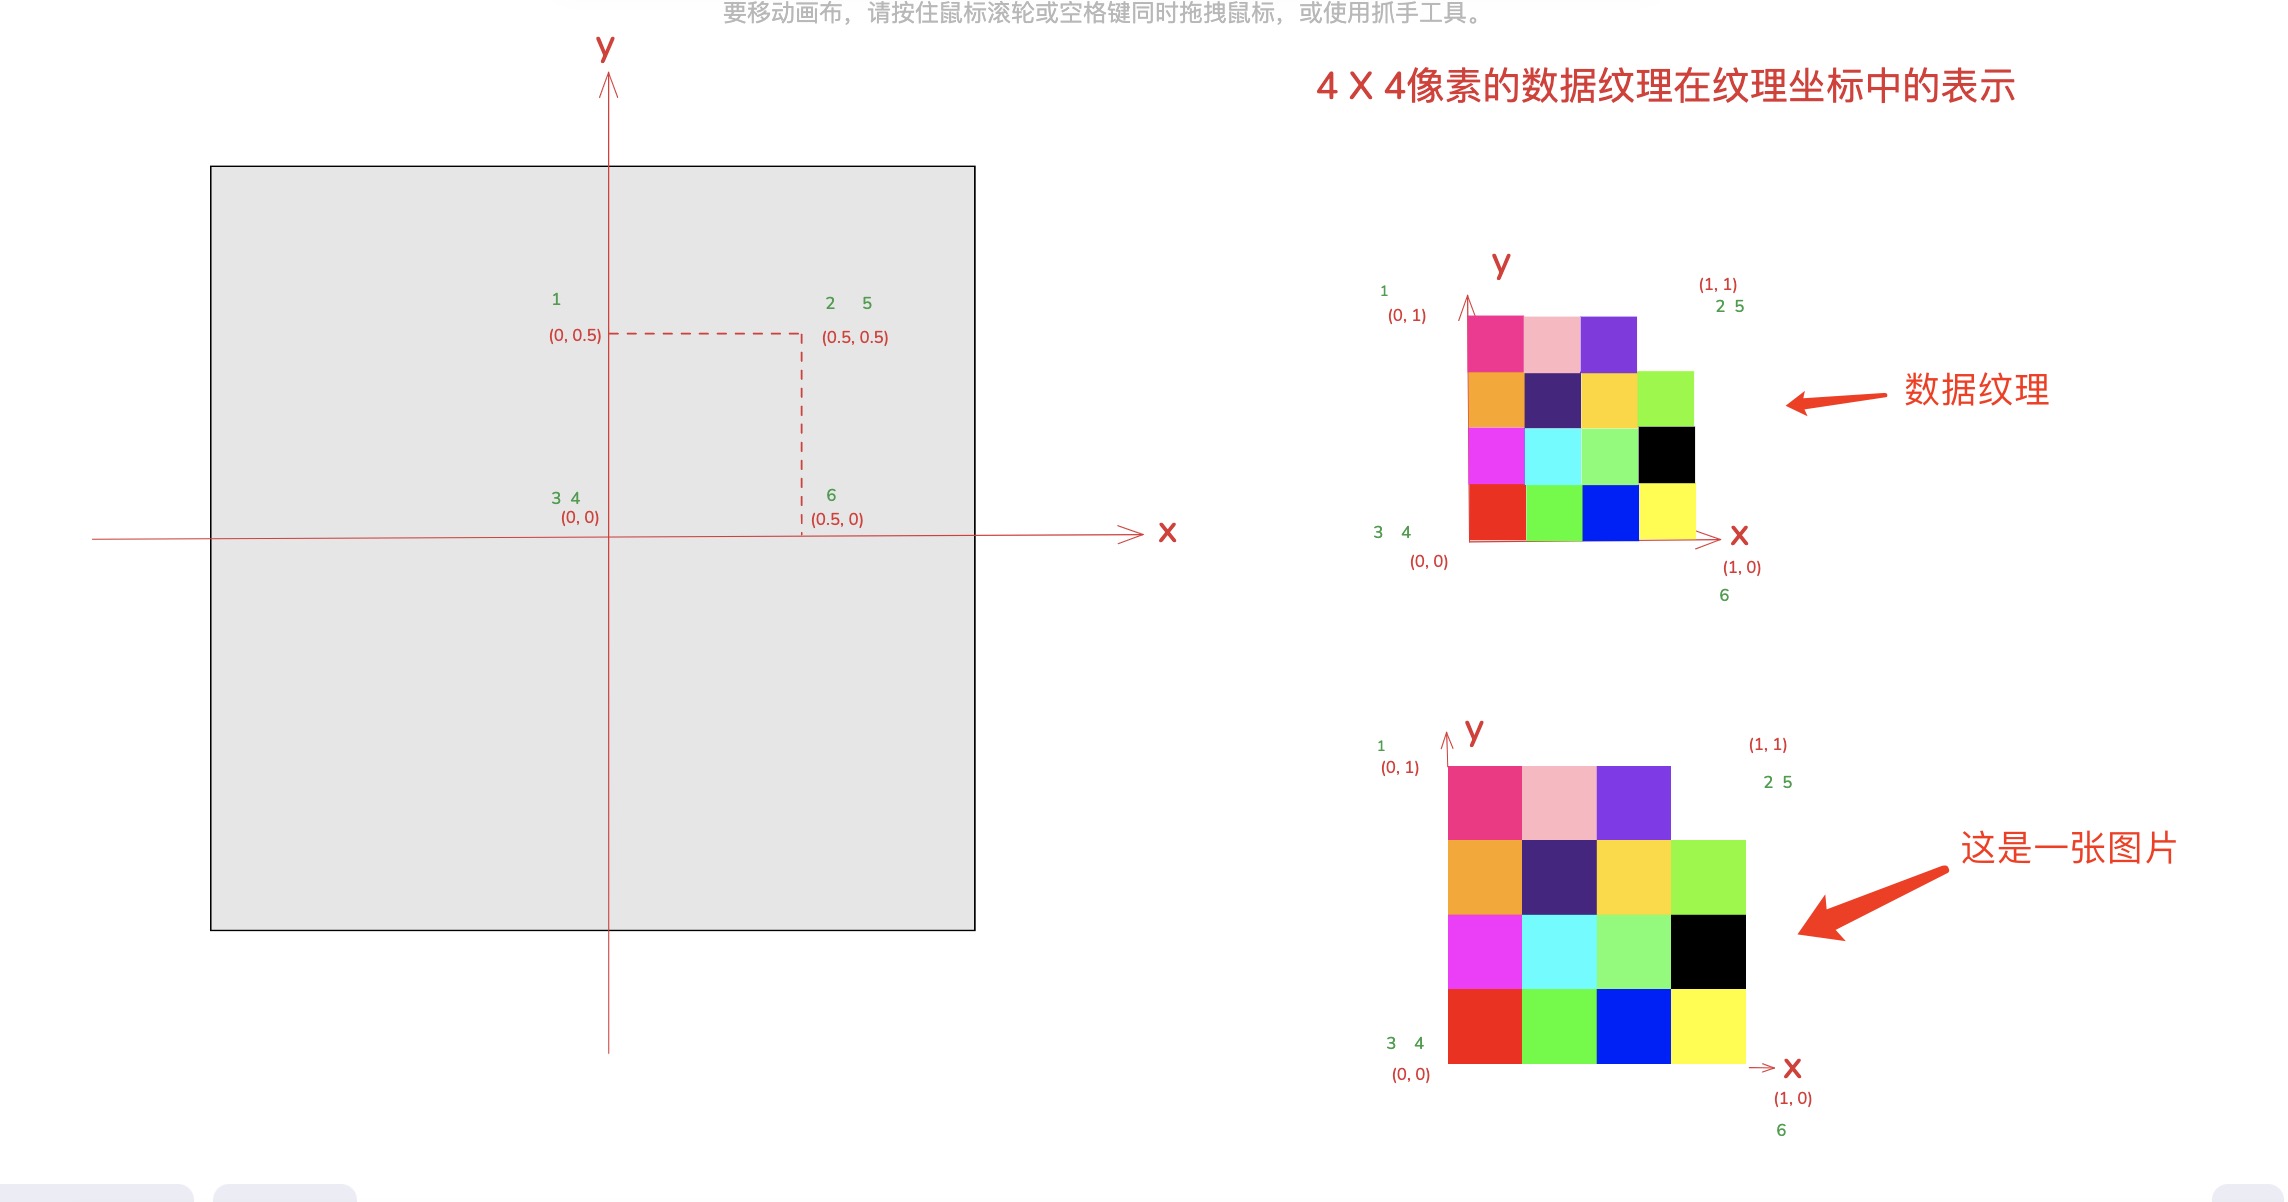 要移动画布，请按住鼠标滚轮或空格键同时拖拽鼠标，或使用抓手工具。
4 X 4像素的数据纹理在纹理坐标中的表示
y
1
2 5
(0, 0.5)
(0.5, 0.5)
3 4
(0, 0)
6
(0.5, 0)
x
y
1
(0, 1)
(1, 1)
2 5
数据纹理
3 4
(0, 0)
x
(1, 0)
6
y
1
(0, 1)
(1, 1)
2 5
这是一张图片
3 4
(0, 0)
x
(1, 0)
6